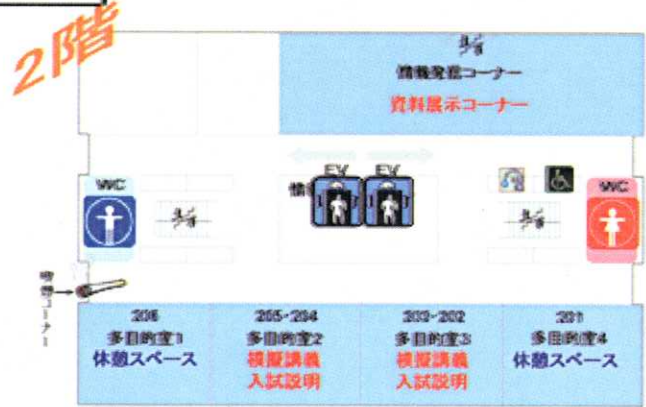 2階
情報発信コーナー
資料展示コーナー
EV EV
WC
WC
喫煙コーナー
206
多目的室1
休憩スペース
205・204
多目的室2
模擬講義
入試説明
203・202
多目的室3
模擬講義
入試説明
201
多目的室4
休憩スペース